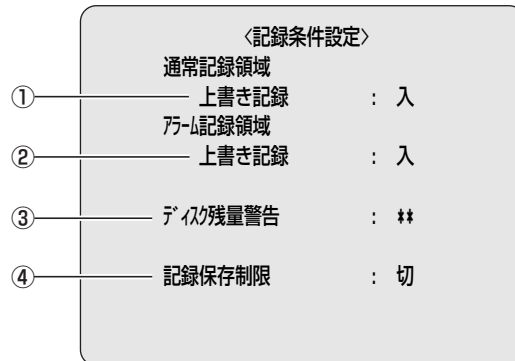 〈記録条件設定〉
通常記録領域
① 上書き記録 : 入
ｱﾗｰﾑ記録領域
② 上書き記録 : 入
③ ﾃﾞｨｽｸ残量警告 : **
④ 記録保存制限 : 切